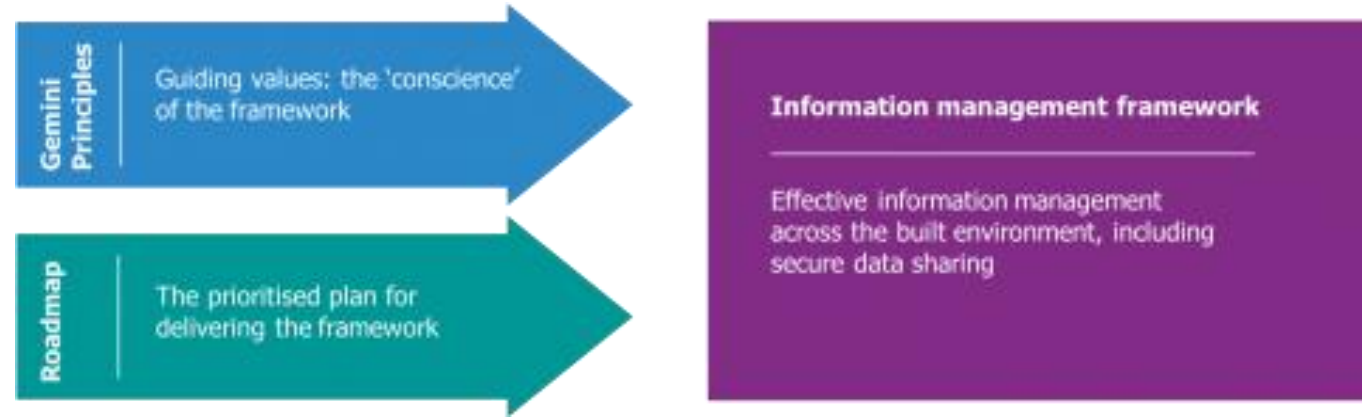 Gemini
Principles
Guiding values: the ‘conscience’
of the framework
Roadmap
The prioritised plan for
delivering the framework
Information management framework
Effective information management
across the built environment, including
secure data sharing